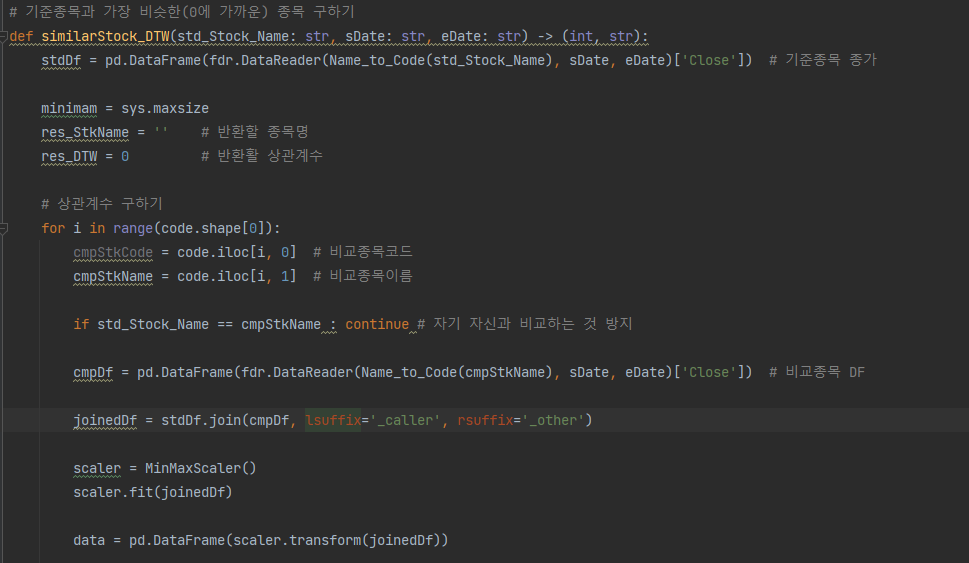 # 기준종목과 가장 비슷한(0에 가까운) 종목 구하기
def similarStock_DTW(std_Stock_Name: str, sDate: str, eDate: str) -> (int, str):
    stdDf = pd.DataFrame(fdr.DataReader(Name_to_Code(std_Stock_Name), sDate, eDate)['Close'])  # 기준종목 종가
    minimam = sys.maxsize
    res_StkName = ''    # 반환할 종목명
    res_DTW = 0         # 반환활 상관계수
    # 상관계수 구하기
    for i in range(code.shape[0]):
        cmpStkCode = code.iloc[i, 0]  # 비교종목코드
        cmpStkName = code.iloc[i, 1]  # 비교종목이름
        if std_Stock_Name == cmpStkName : continue # 자기 자신과 비교하는 것 방지
        cmpDf = pd.DataFrame(fdr.DataReader(Name_to_Code(cmpStkName), sDate, eDate)['Close'])  # 비교종목 DF
        joinedDf = stdDf.join(cmpDf, lsuffix='_caller', rsuffix='_other')
        scaler = MinMaxScaler()
        scaler.fit(joinedDf)
        data = pd.DataFrame(scaler.transform(joinedDf))